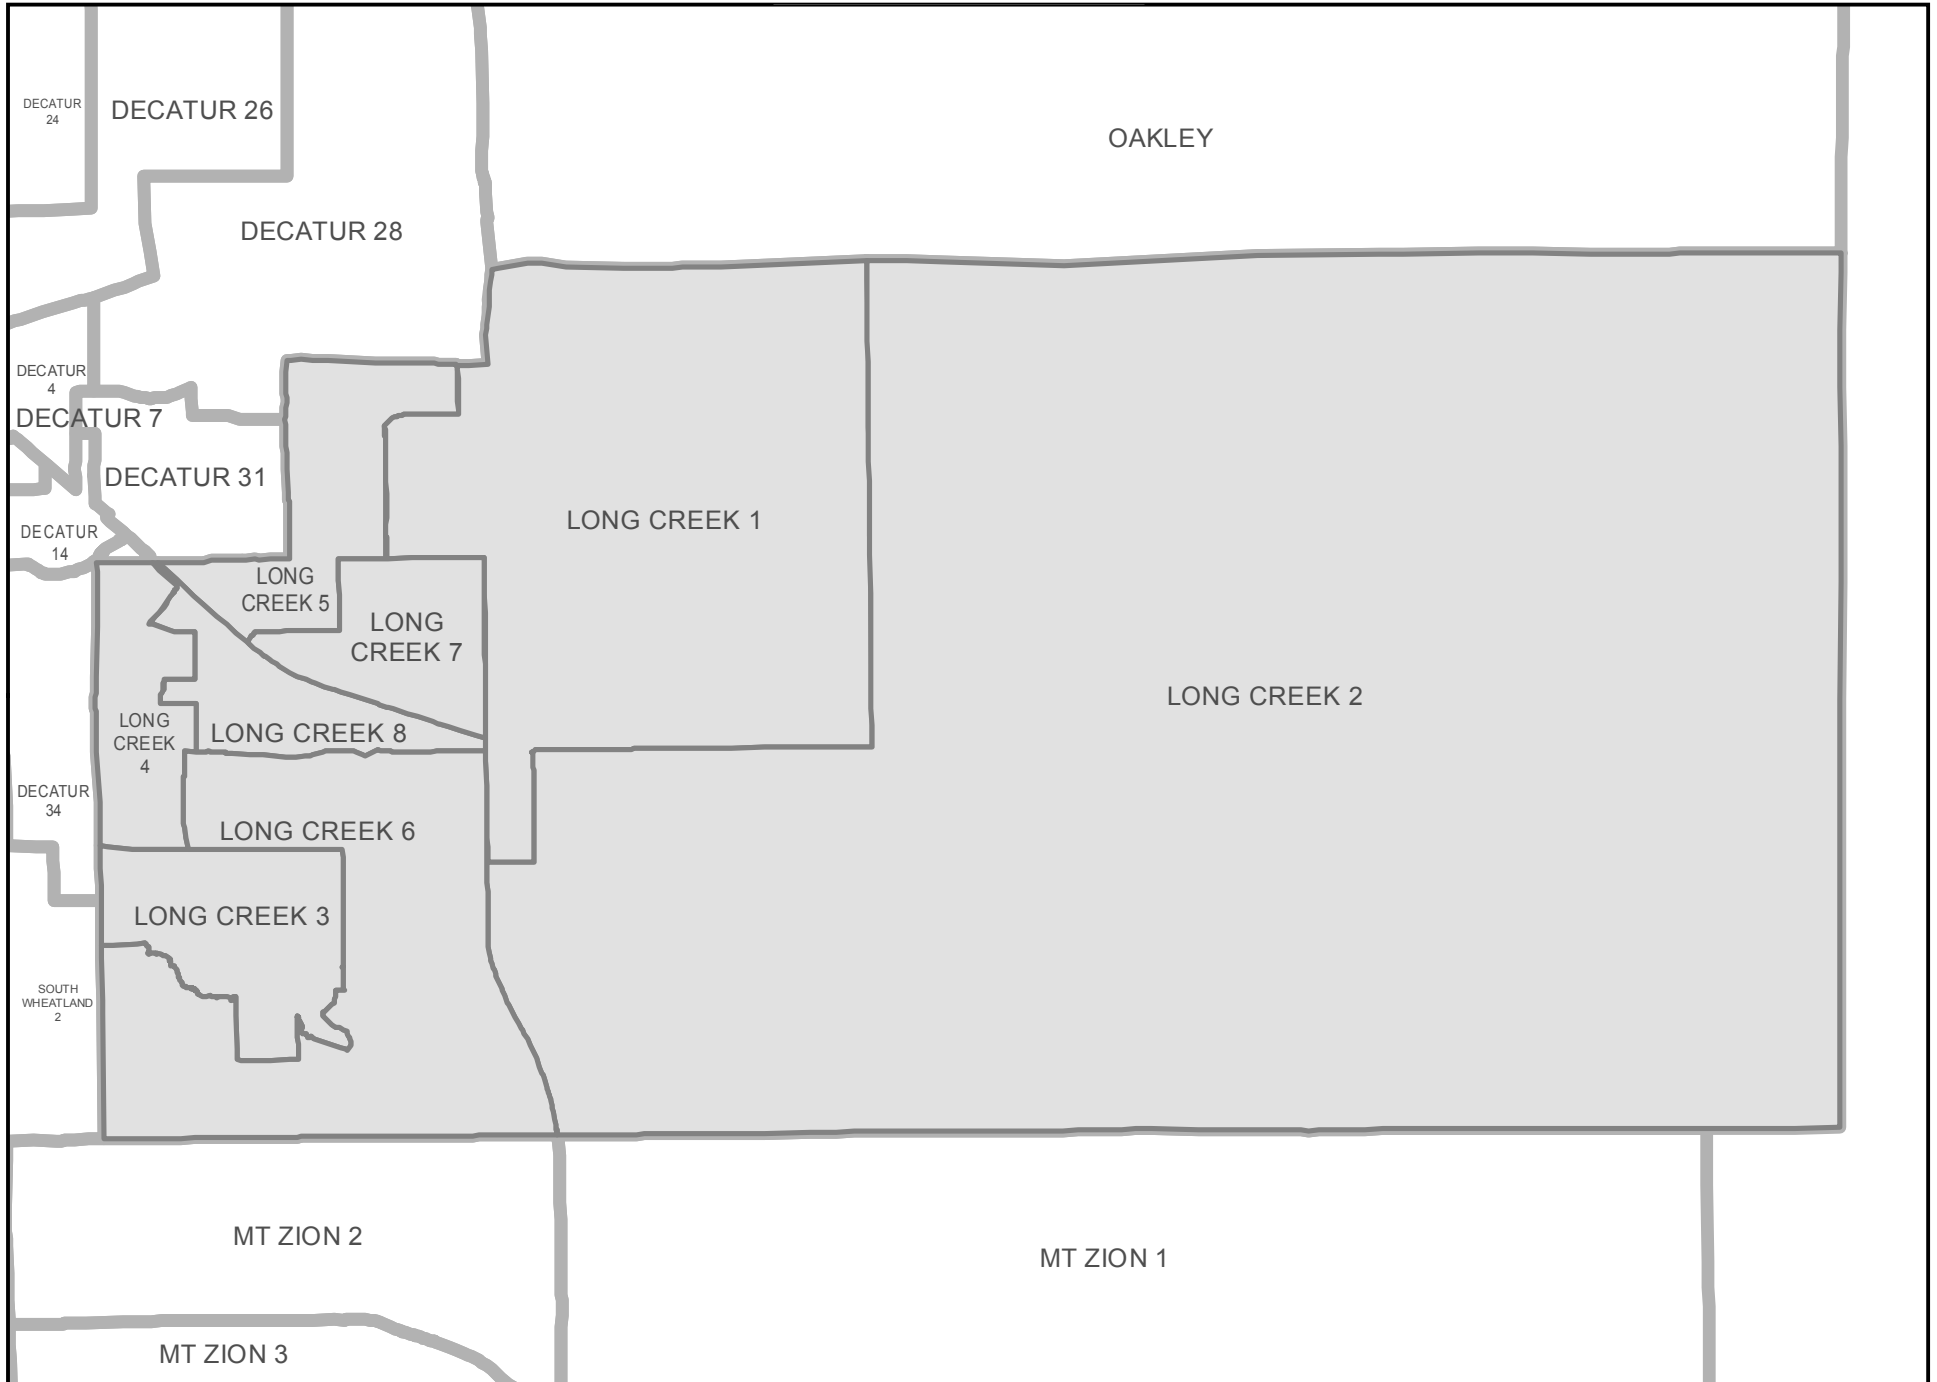 DECATUR
24
DECATUR 26
OAKLEY
DECATUR 28
DECATUR
4
DECATUR 7
DECATUR 31
DECATUR
14
LONG CREEK 1
LONG
CREEK 5
LONG
CREEK 7
LONG CREEK 2
LONG
CREEK
4
LONG CREEK 8
DECATUR
34
LONG CREEK 6
LONG CREEK 3
SOUTH
WHEATLAND
2
MT ZION 2
MT ZION 1
MT ZION 3